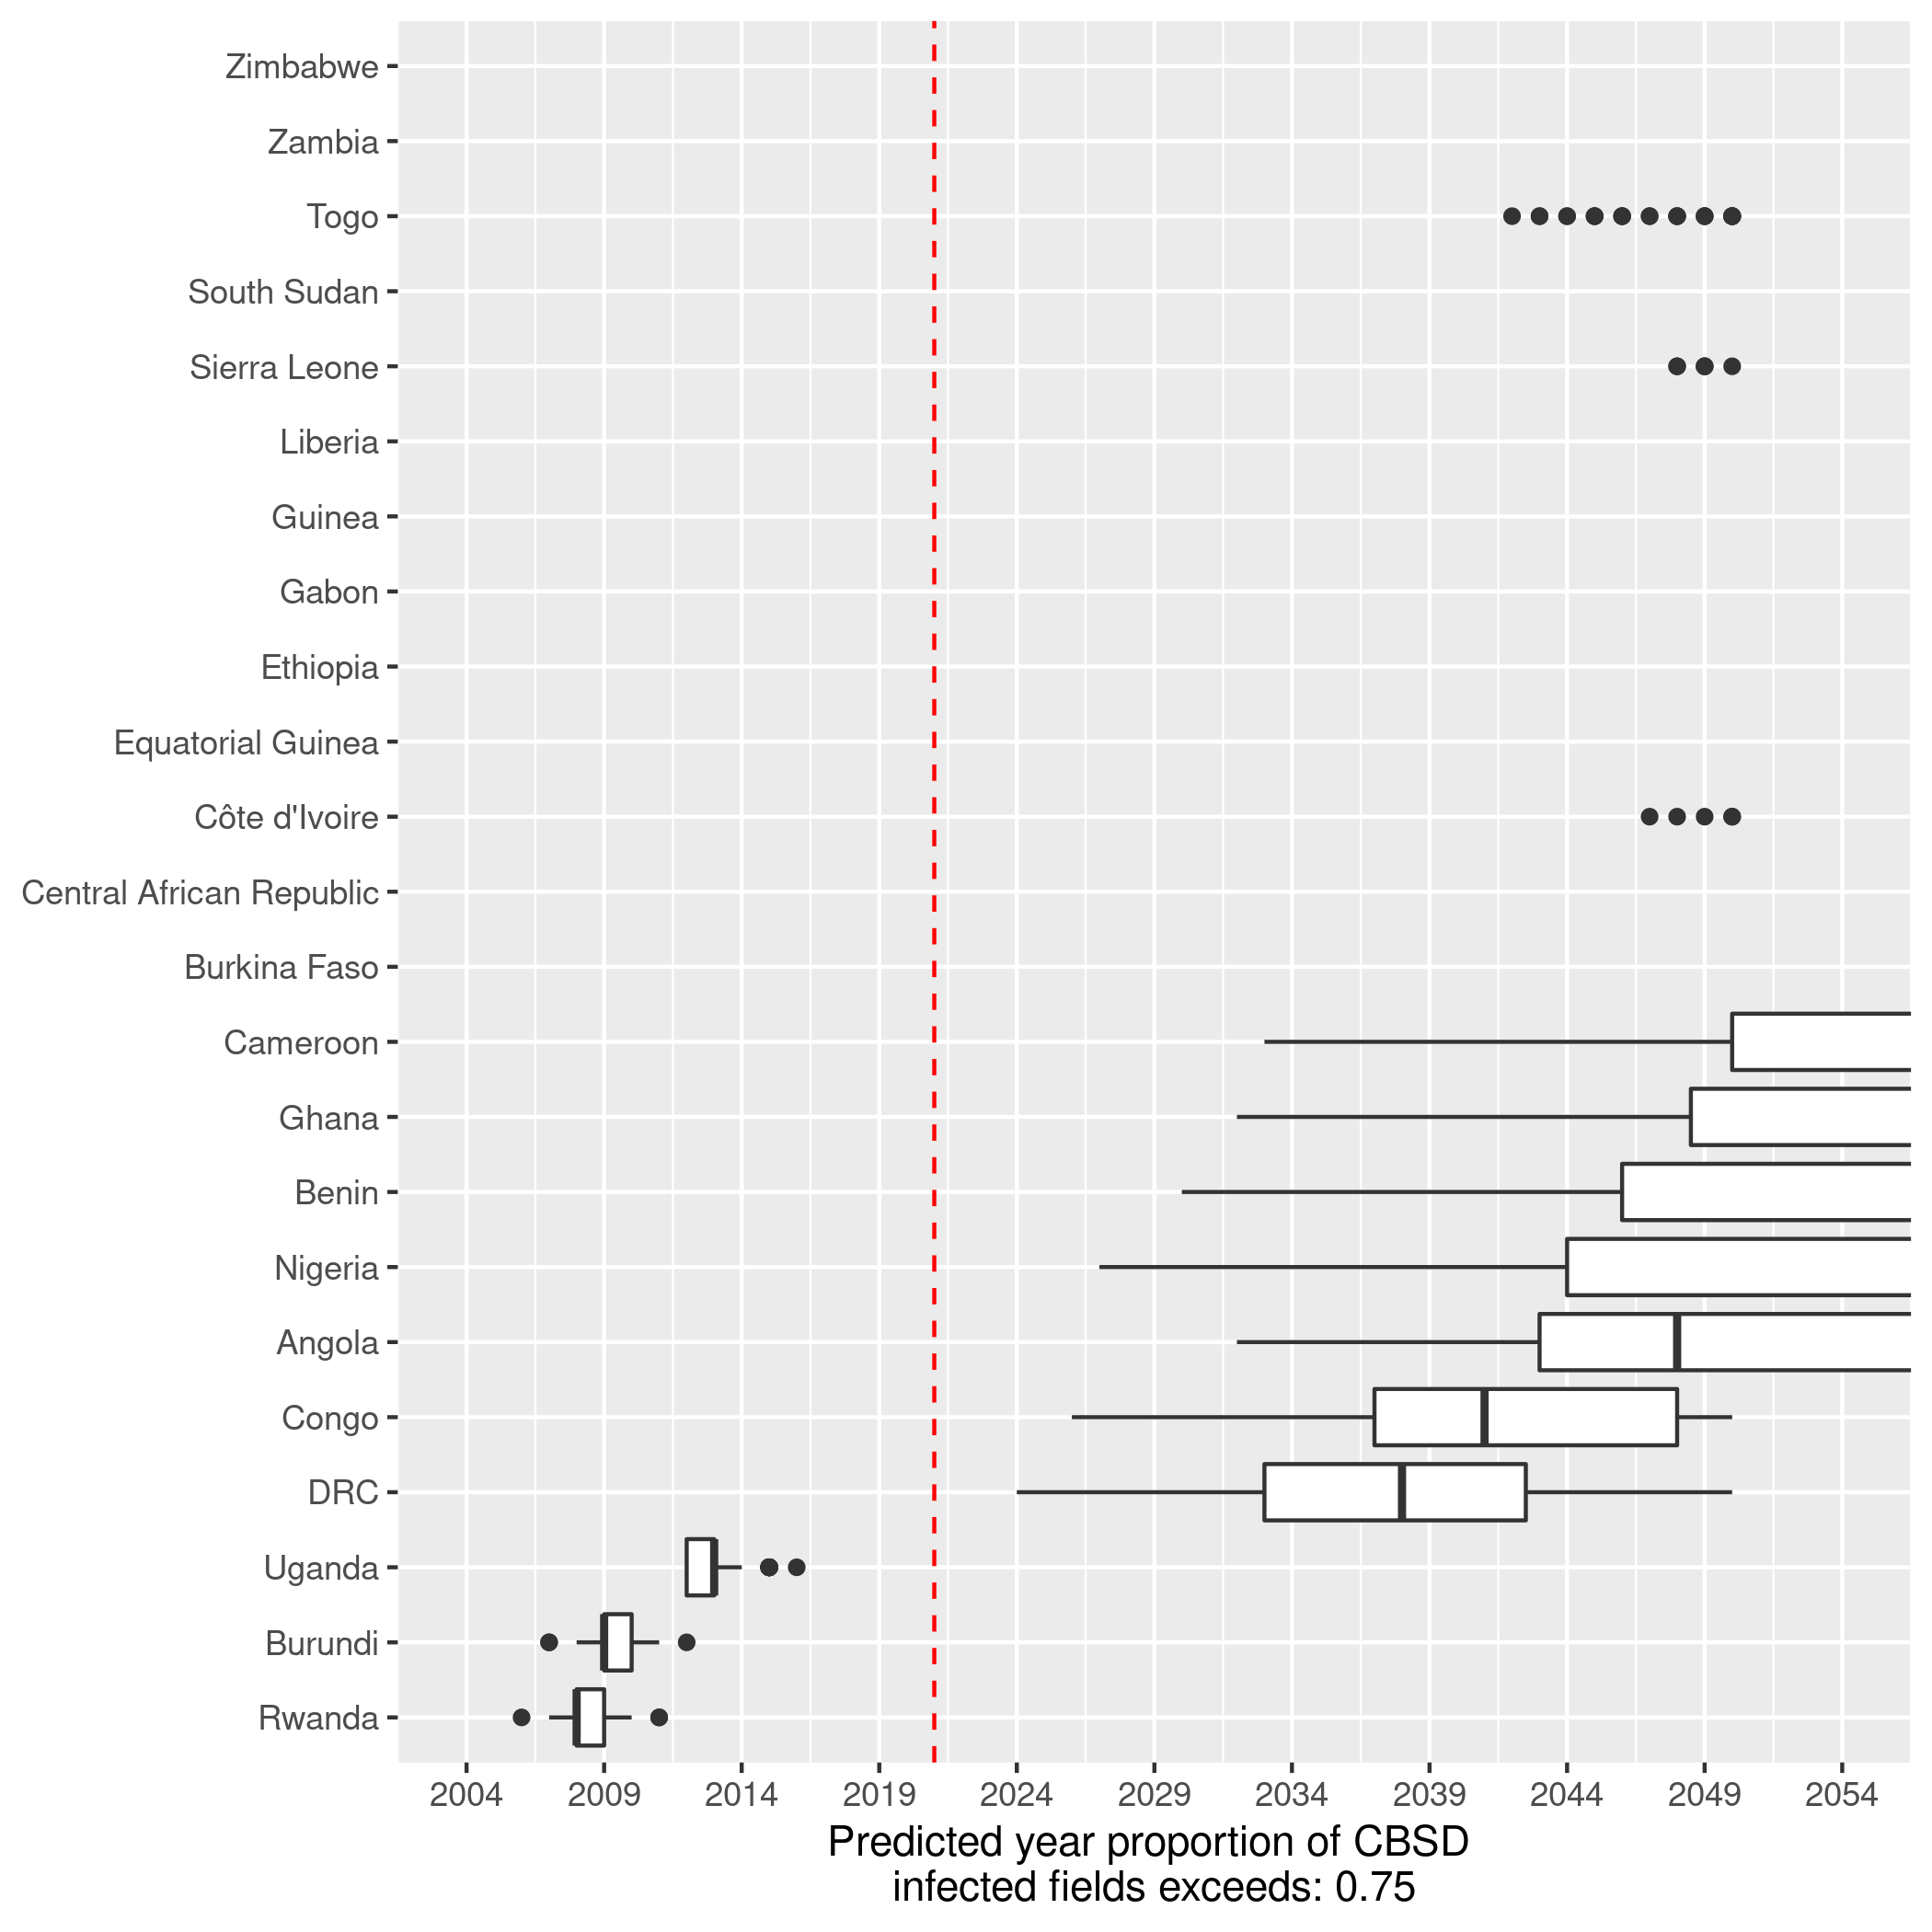 Zimbabwe
Zambia
Togo
South Sudan
Sierra Leone
Liberia
Guinea
Gabon
Ethiopia
Equatorial Guinea
Côte d'Ivoire
Central African Republic
Burkina Faso
Cameroon
Ghana
Benin
Nigeria
Angola
Congo
DRC
Uganda
Burundi
Rwanda
2004 2009 2014 2019 2024 2029 2034 2039 2044 2049 2054
Predicted year proportion of CBSD
infected fields exceeds: 0.75